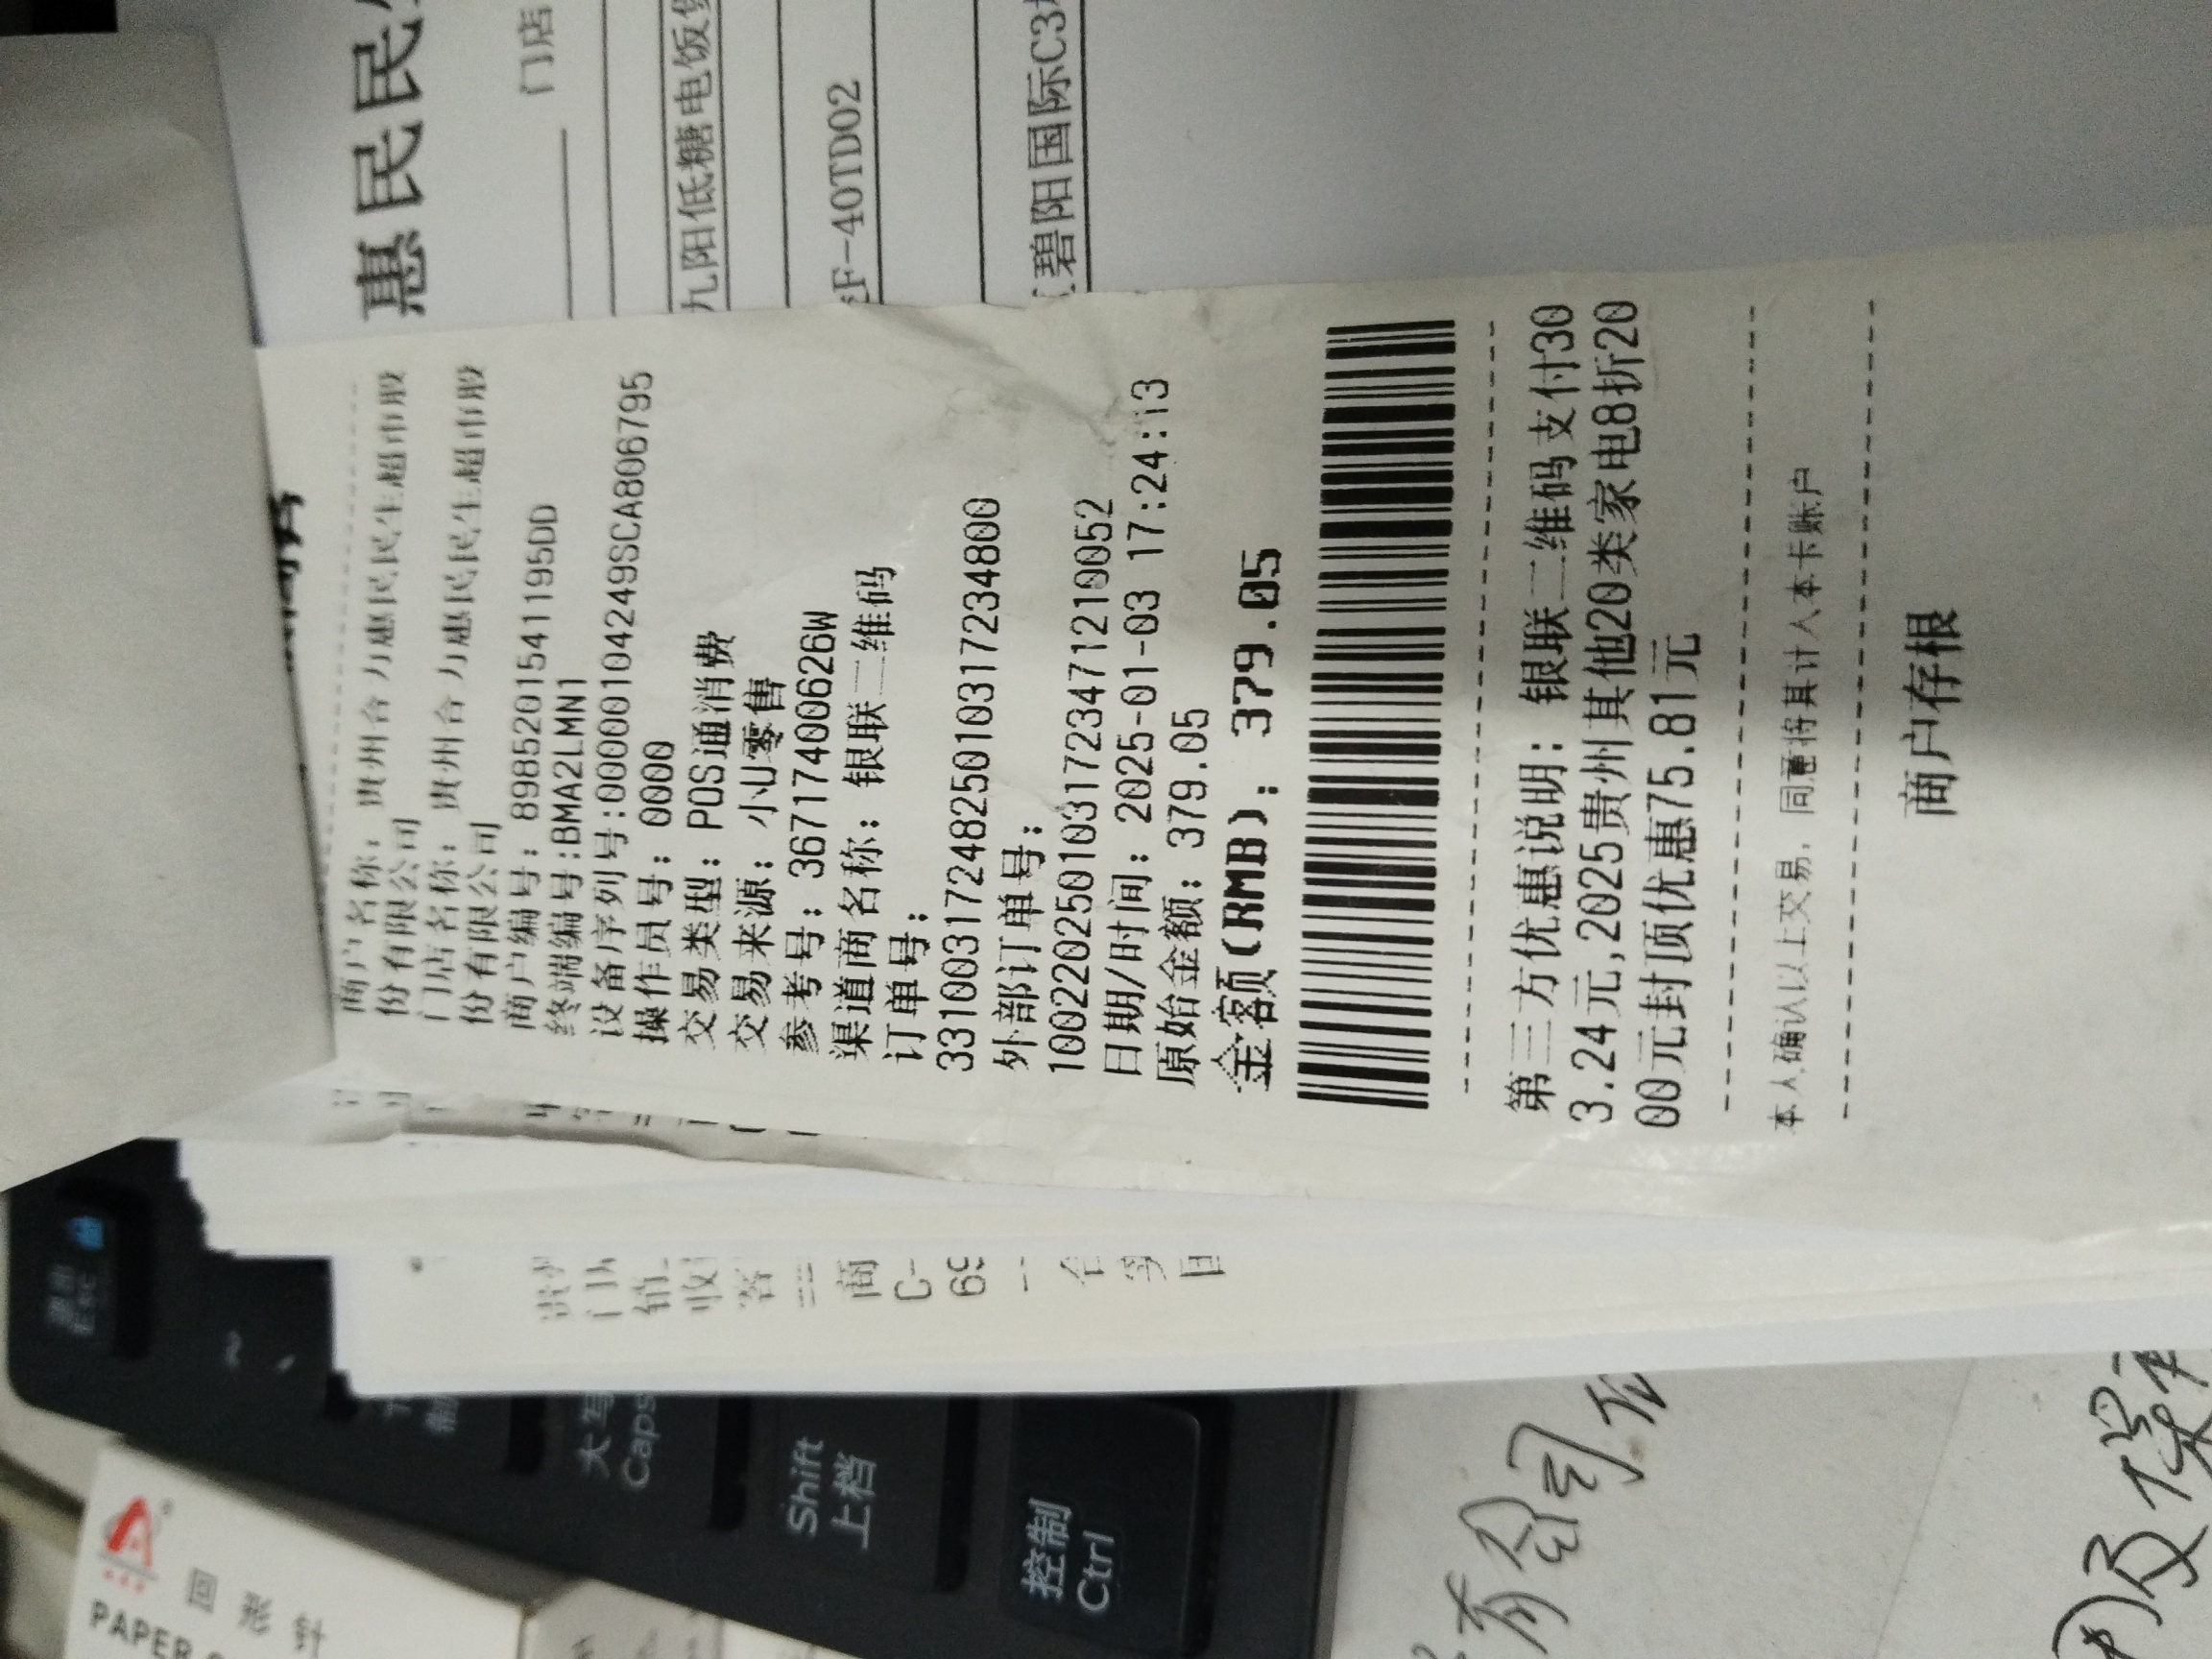 商户名称：贵州合力惠民民生超市股
份有限公司
门店名称：贵州合力惠民民生超市股
份有限公司
商户编号：89852015411195DD
终端编号:BMA2LMN1
设备序列号:00000104249SCA806795
操作员号：0000
交易类型：POS通消费
交易来源：小U零售
参考号：36717400626W
渠道商名称：银联二维码
订单号：
33100317248250103172348​00
外部订单号：
10022025010317234712​10052
日期/时间：2025-01-03 17:24:13
原始金额：379.05
金额(RMB)：379.05
第三方优惠说明：银联二维码支付30
3.24元,2025贵州其他20类家电8折20
00元封顶优惠75.81元
本人确认以上交易，同意将其计入本卡账户
商户存根
惠民民
门店
九阳低糖电饭煲
F-40TD02
碧阳国际C3
Esc
大写
Caps
Shift
上档
控制
Ctrl
回形针
PAPER
商
C-
69